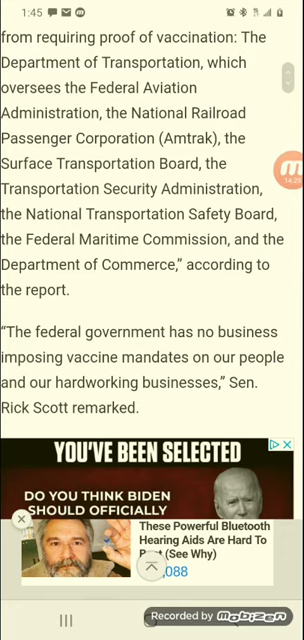 1:45
from requiring proof of vaccination: The
Department of Transportation, which
oversees the Federal Aviation
Administration, the National Railroad
Passenger Corporation (Amtrak), the
Surface Transportation Board, the
Transportation Security Administration,
the National Transportation Safety Board,
the Federal Maritime Commission, and the
Department of Commerce,” according to
the report.
“The federal government has no business
imposing vaccine mandates on our people
and our hardworking businesses,” Sen.
Rick Scott remarked.
YOU'VE BEEN SELECTED
DO YOU THINK BIDEN
SHOULD OFFICIALLY
These Powerful Bluetooth
Hearing Aids Are Hard To
(See Why)
,088
Recorded by Mobizen